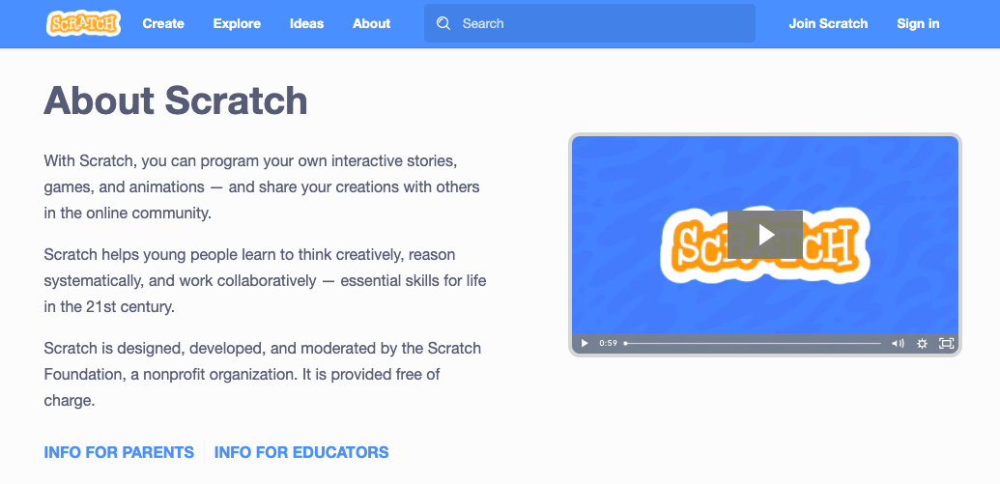 SCRATCH
Create
Explore
Ideas
About
Search
Join Scratch
Sign in
About Scratch
With Scratch, you can program your own interactive stories,
games, and animations — and share your creations with others
in the online community.
Scratch helps young people learn to think creatively, reason
systematically, and work collaboratively — essential skills for life
in the 21st century.
Scratch is designed, developed, and moderated by the Scratch
Foundation, a nonprofit organization. It is provided free of
charge.
INFO FOR PARENTS
INFO FOR EDUCATORS
SCRATCH
0:59